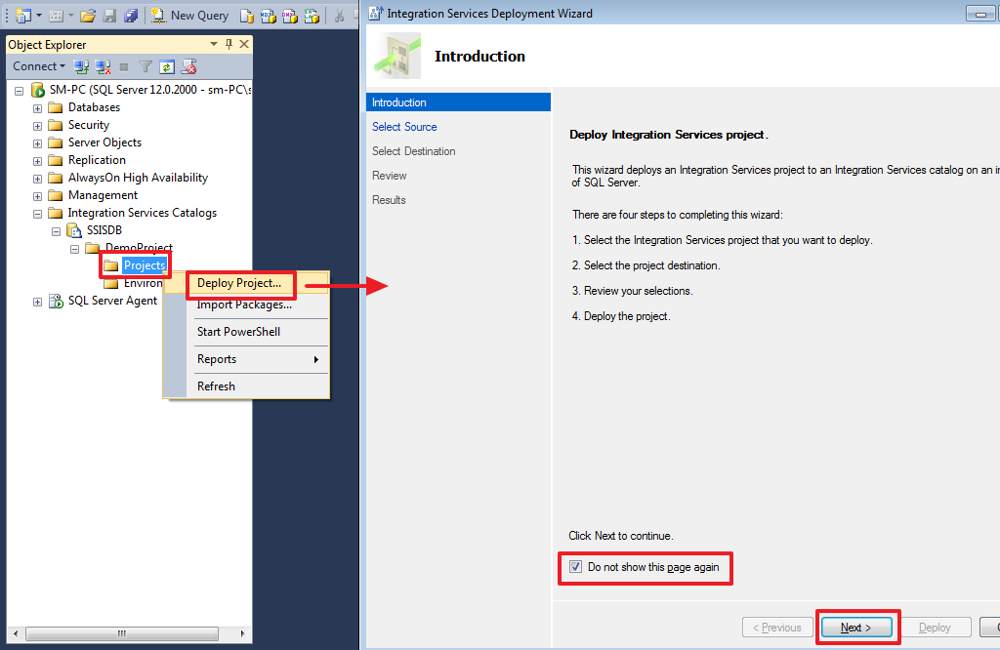 New Query
Object Explorer
Connect
SM-PC (SQL Server 12.0.2000 - sm-PC\s
Databases
Security
Server Objects
Replication
AlwaysOn High Availability
Management
Integration Services Catalogs
SSISDB
DemoProject
Projects
Environ
SQL Server Agent
Deploy Project...
Import Packages...
Start PowerShell
Reports
Refresh
Integration Services Deployment Wizard
Introduction
Introduction
Select Source
Select Destination
Review
Results
Deploy Integration Services project.
This wizard deploys an Integration Services project to an Integration Services catalog on an in
of SQL Server.
There are four steps to completing this wizard:
1. Select the Integration Services project that you want to deploy.
2. Select the project destination.
3. Review your selections.
4. Deploy the project.
Click Next to continue.
Do not show this page again
< Previous
Next >
Deploy